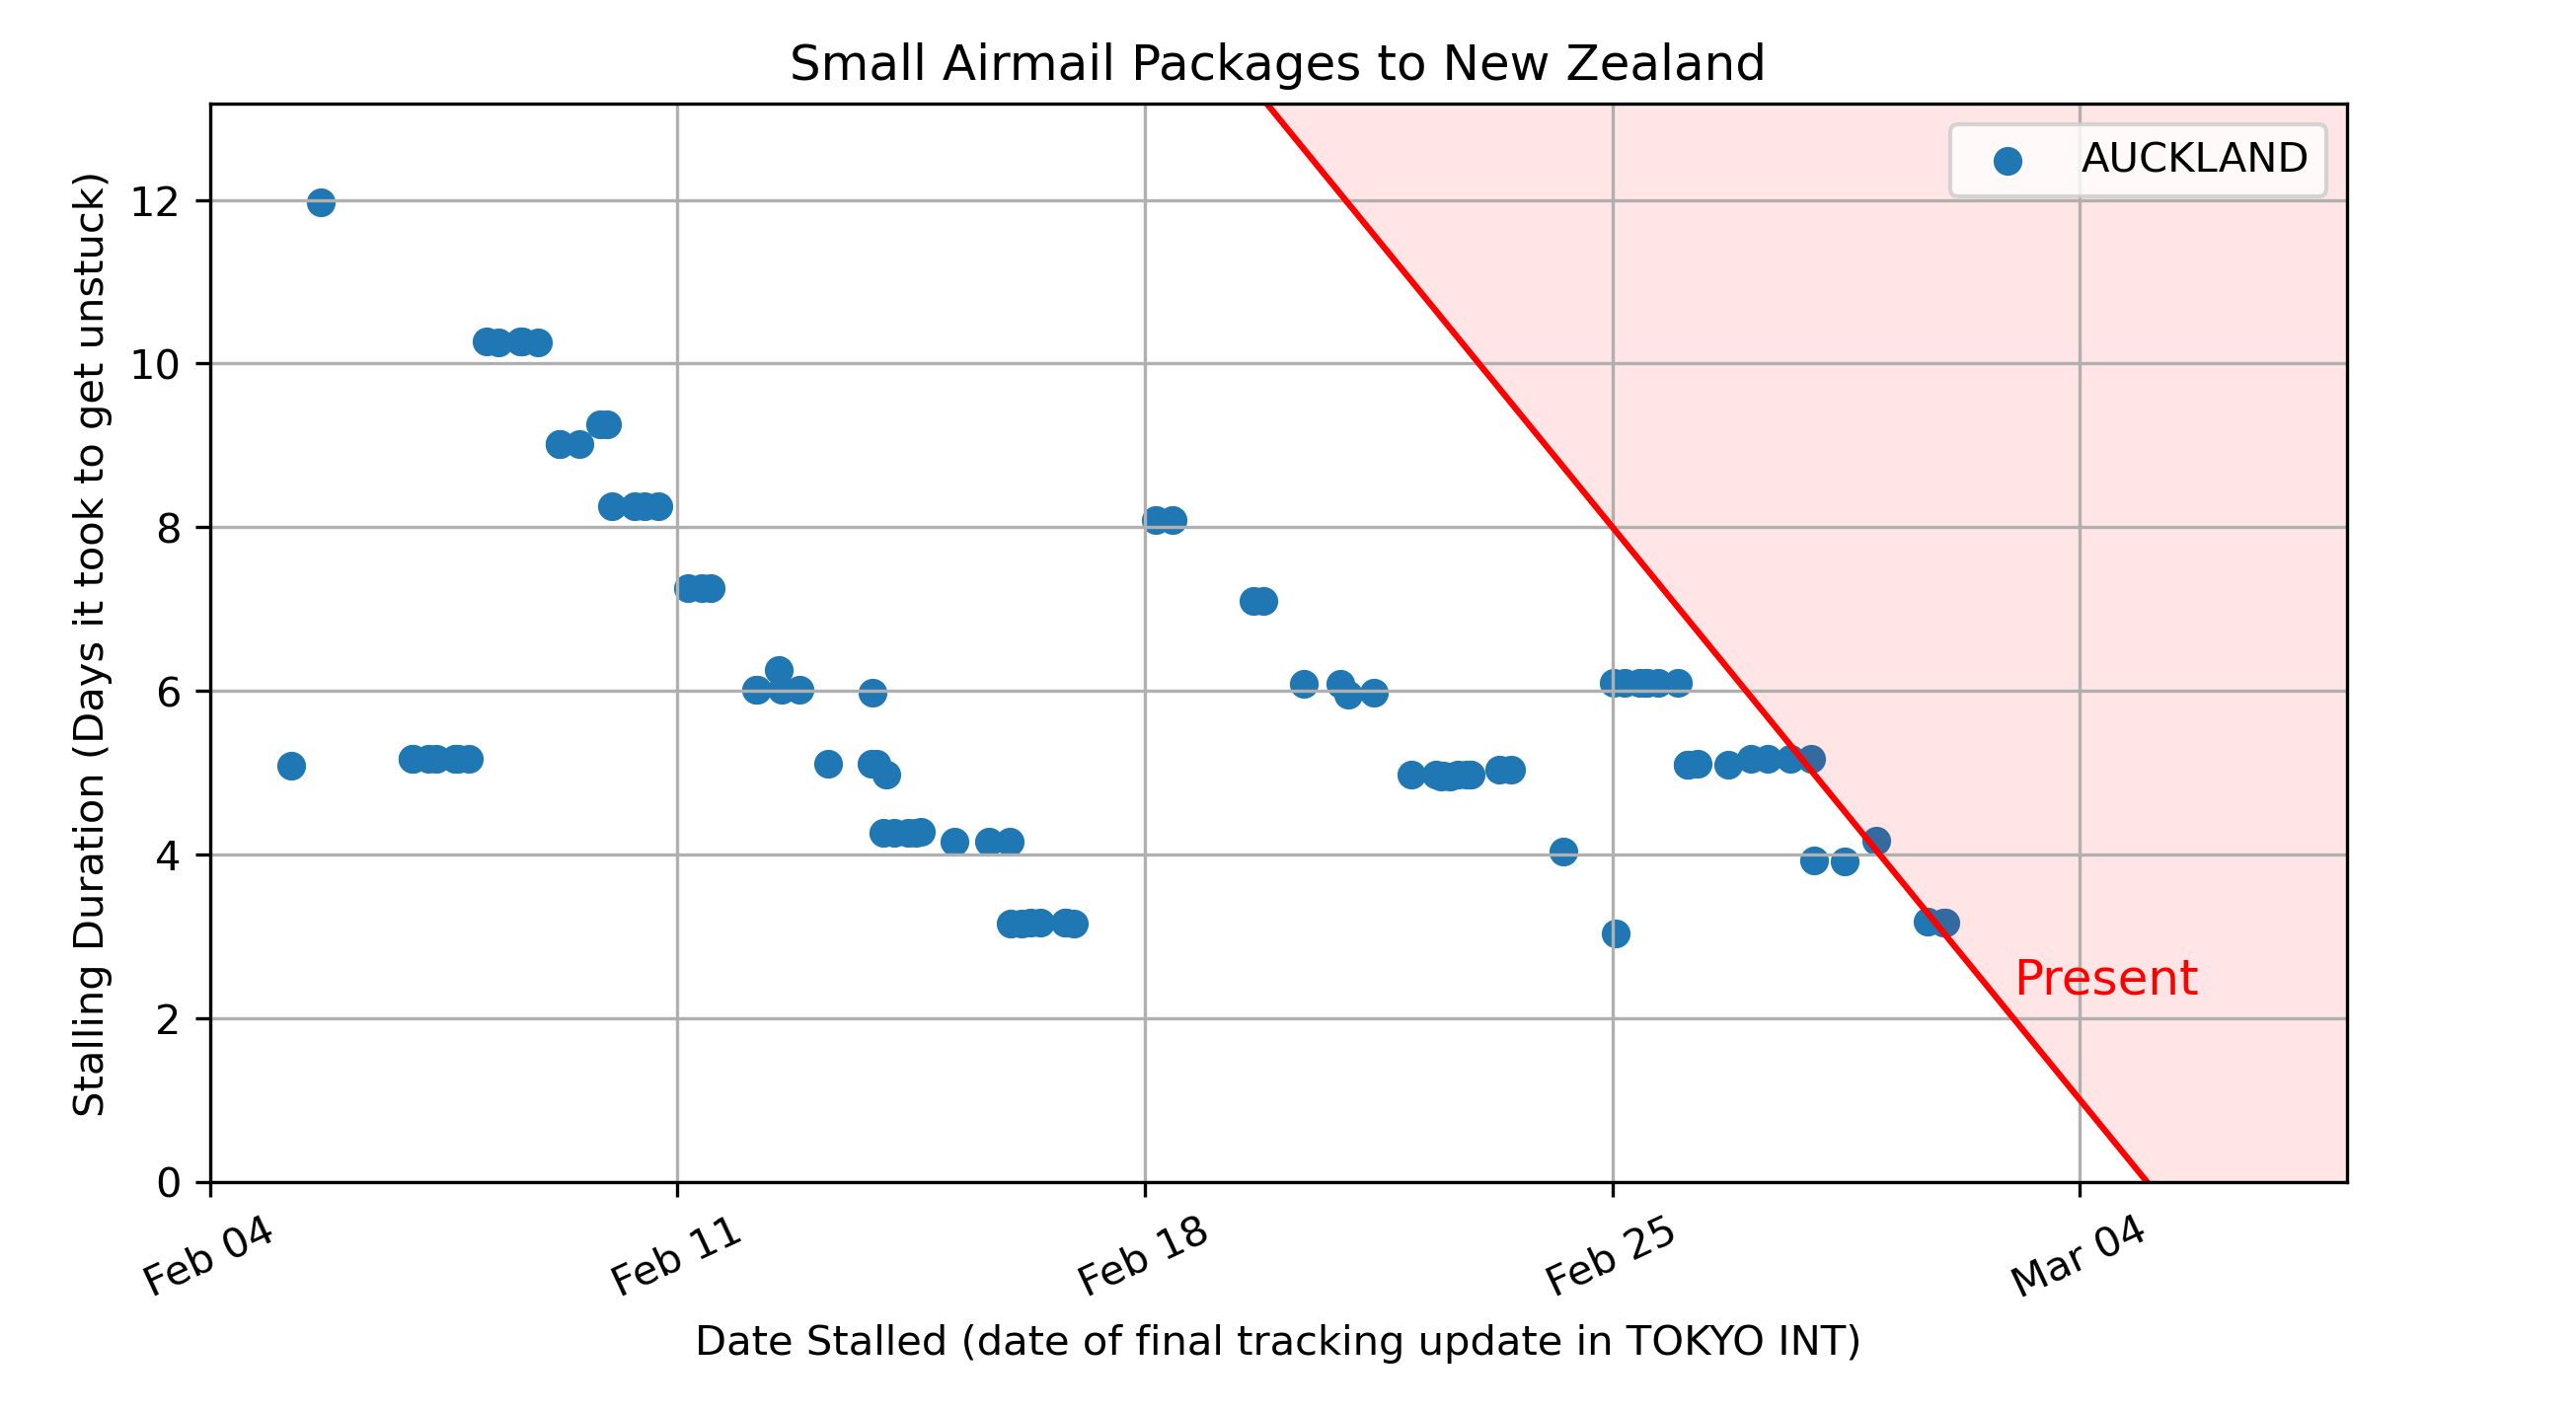 Small Airmail Packages to New Zealand
AUCKLAND
Stalling Duration (Days it took to get unstuck)
12
10
8
6
4
2
0
Present
Feb 04
Feb 11
Feb 18
Feb 25
Mar 04
Date Stalled (date of final tracking update in TOKYO INT)